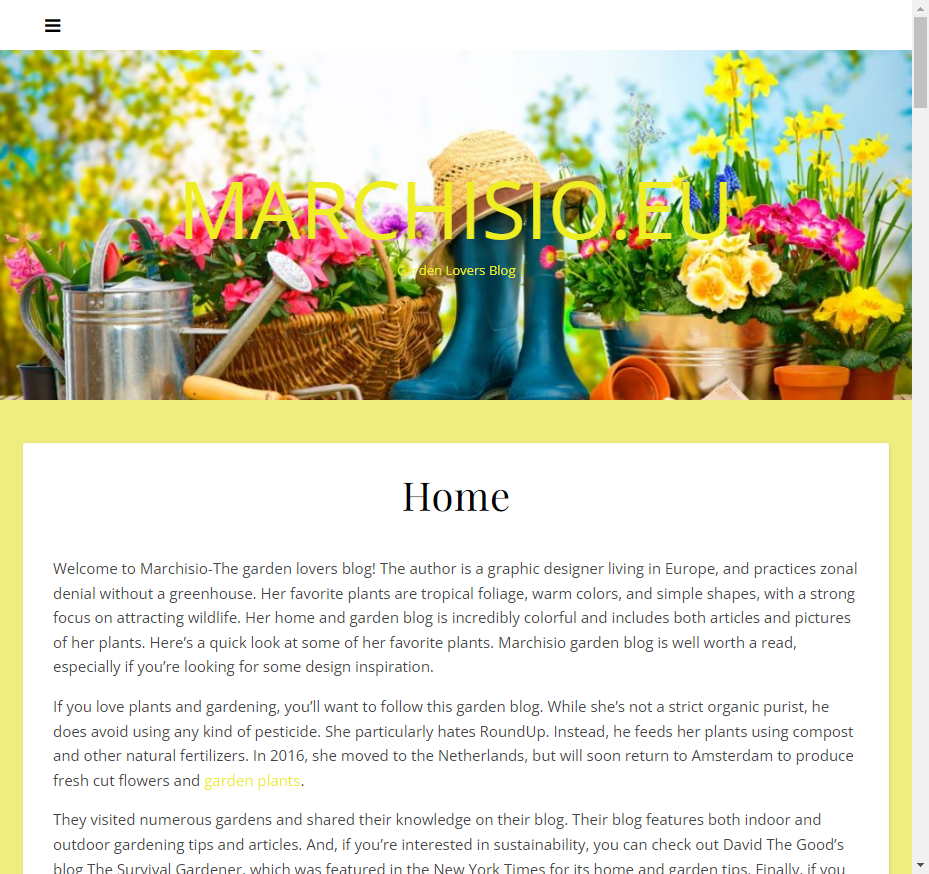 MARCHISIO.EU
Garden Lovers Blog
Home
Welcome to Marchisio-The garden lovers blog! The author is a graphic designer living in Europe, and practices zonal
denial without a greenhouse. Her favorite plants are tropical foliage, warm colors, and simple shapes, with a strong
focus on attracting wildlife. Her home and garden blog is incredibly colorful and includes both articles and pictures
of her plants. Here’s a quick look at some of her favorite plants. Marchisio garden blog is well worth a read,
especially if you’re looking for some design inspiration.
If you love plants and gardening, you’ll want to follow this garden blog. While she’s not a strict organic purist, he
does avoid using any kind of pesticide. She particularly hates RoundUp. Instead, he feeds her plants using compost
and other natural fertilizers. In 2016, she moved to the Netherlands, but will soon return to Amsterdam to produce
fresh cut flowers and garden plants.
They visited numerous gardens and shared their knowledge on their blog. Their blog features both indoor and
outdoor gardening tips and articles. And, if you’re interested in sustainability, you can check out David The Good’s
blog The Survival Gardener, which was featured in the New York Times for its home and garden tips. Finally, if you